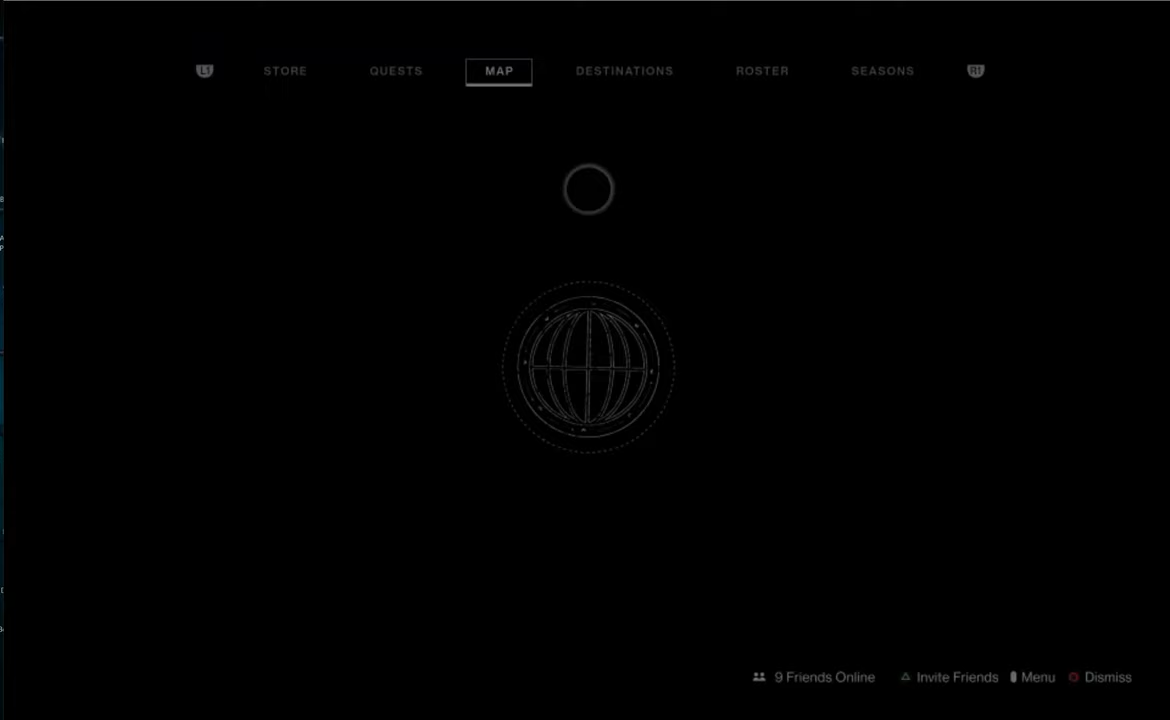 L1 STORE QUESTS MAP DESTINATIONS ROSTER SEASONS R1
9 Friends Online Invite Friends Menu Dismiss